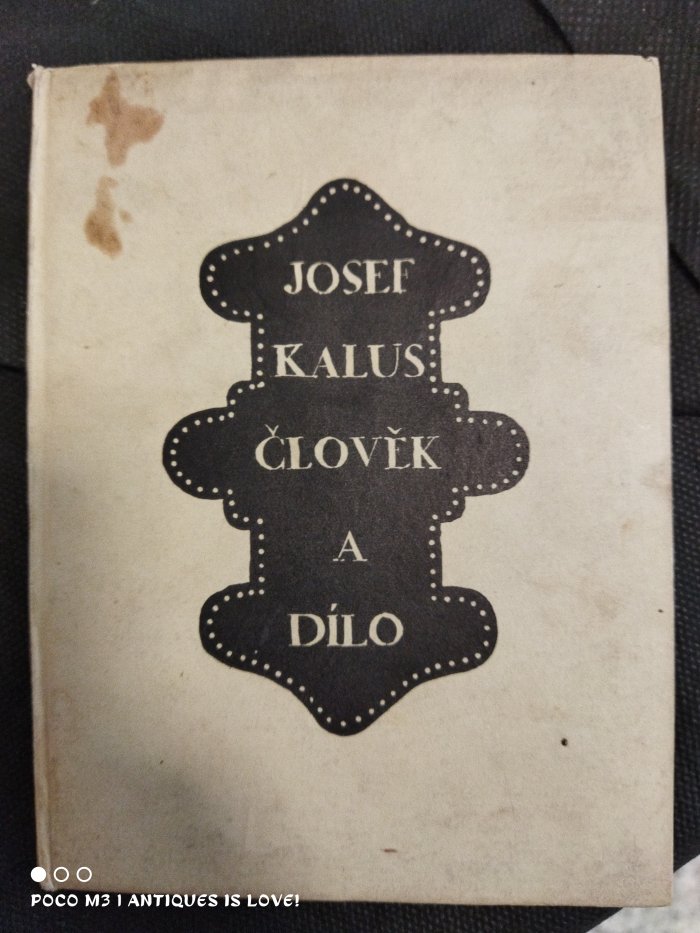 JOSEF
KALUS
ČLOVĚK
A
DÍLO
POCO M3 | ANTIQUES IS LOVE!